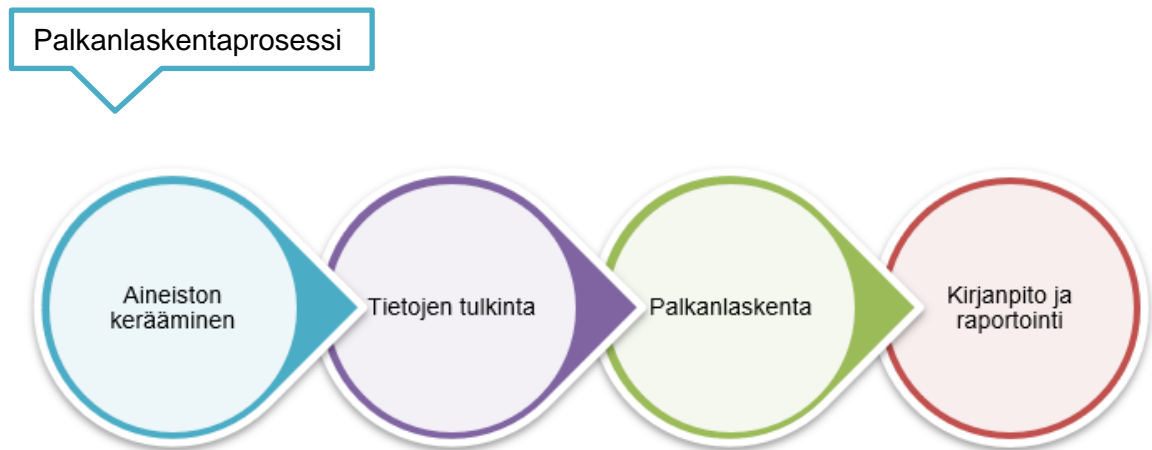 Palkanlaskentaprosessi
Aineiston
kerääminen
Tietojen tulkinta
Palkanlaskenta
Kirjanpito ja
raportointi